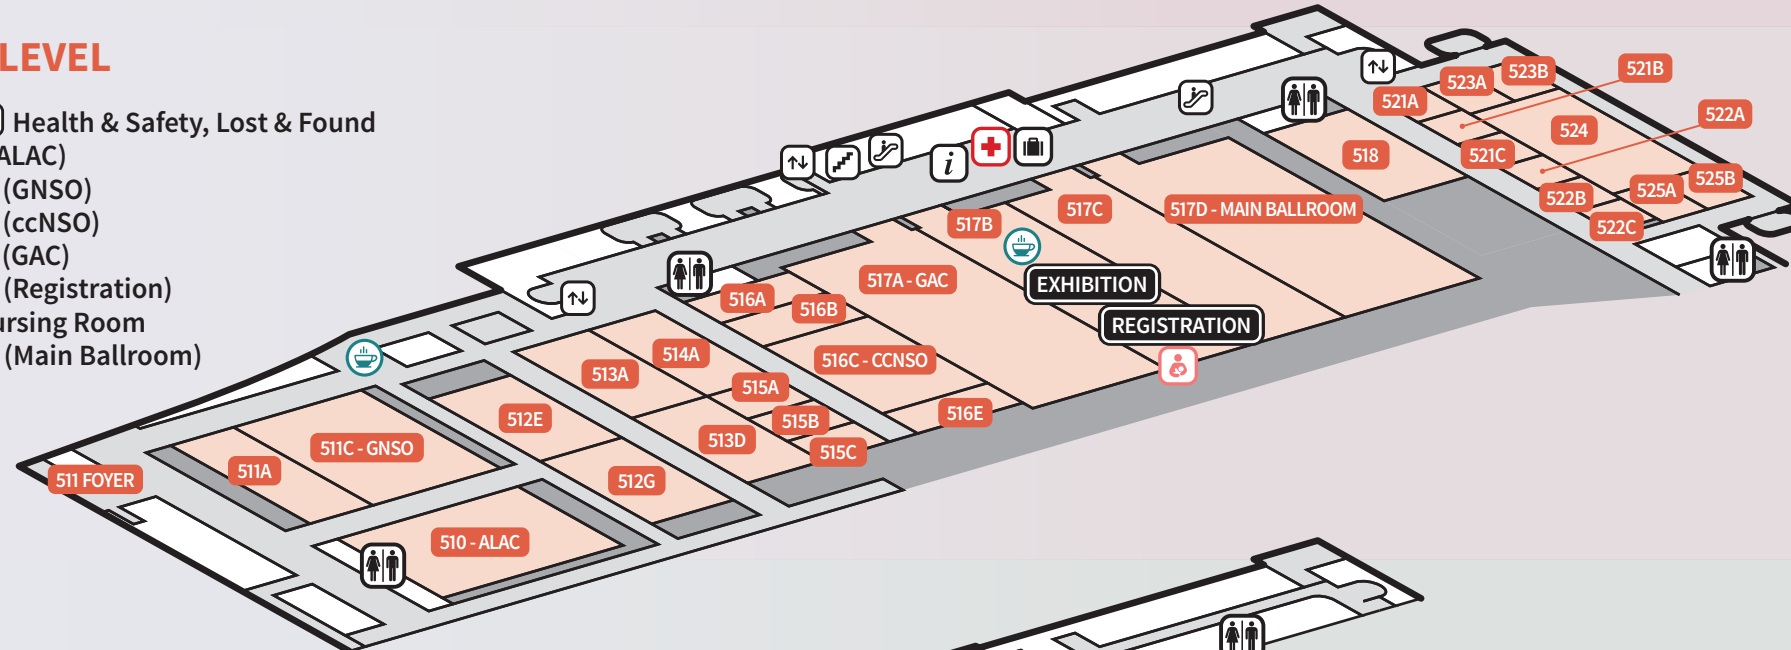 LEVEL
Health & Safety, Lost & Found
ALAC)
(GNSO)
(ccNSO)
(GAC)
(Registration)
ursing Room
(Main Ballroom)
523A
523B
521B
521A
522A
524
518
521C
522B
525A
525B
522C
517B
517C
517D - MAIN BALLROOM
517A - GAC
EXHIBITION
REGISTRATION
516A
516B
516C - CCNSO
516E
514A
513A
515A
515B
513D
515C
512E
512G
511C - GNSO
511A
511 FOYER
510 - ALAC
i